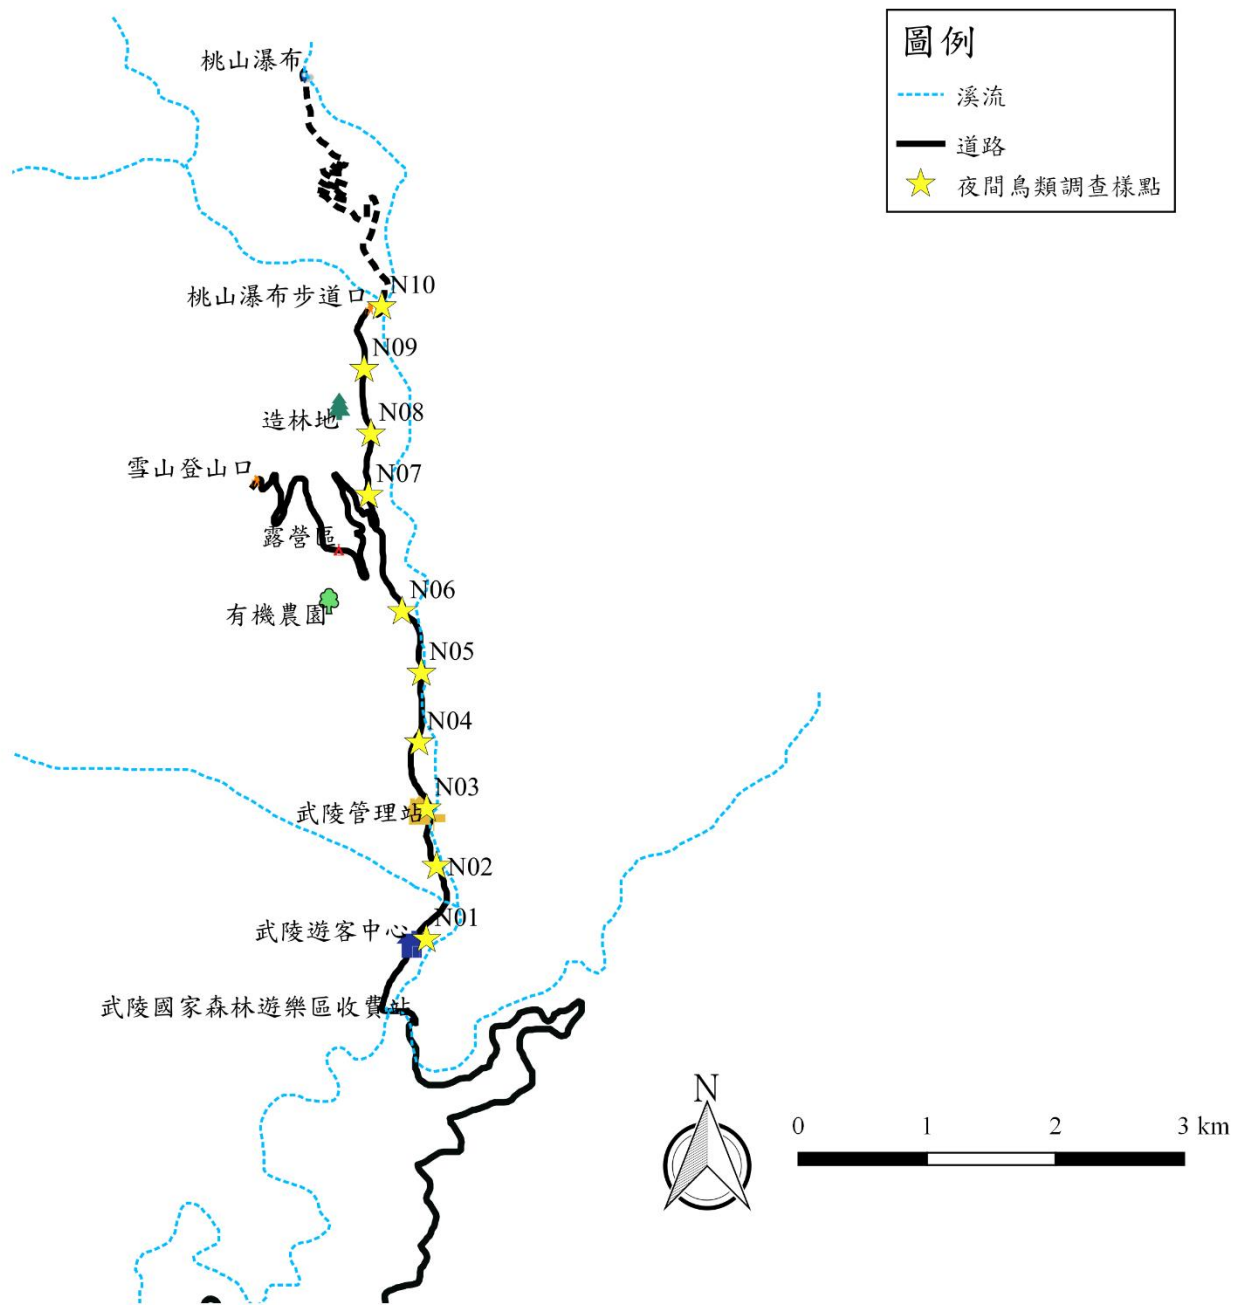 圖例
溪流
道路
夜間鳥類調查樣點
桃山瀑布
N10
桃山瀑布步道口
N09
造林地
N08
雪山登山口
N07
露營區
N06
有機農園
N05
N04
N03
武陵管理站
N02
N01
武陵遊客中心
武陵國家森林遊樂區收費站
N
0 1 2 3 km